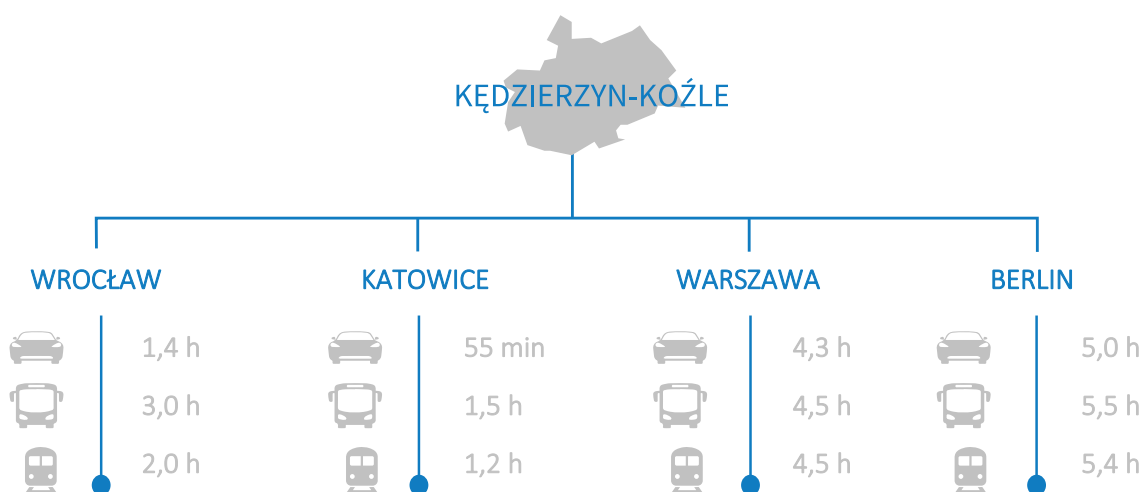 KĘDZIERZYN-KOŹLE
WROCŁAW KATOWICE WARSZAWA BERLIN
1,4 h 55 min 4,3 h 5,0 h
3,0 h 1,5 h 4,5 h 5,5 h
2,0 h 1,2 h 4,5 h 5,4 h